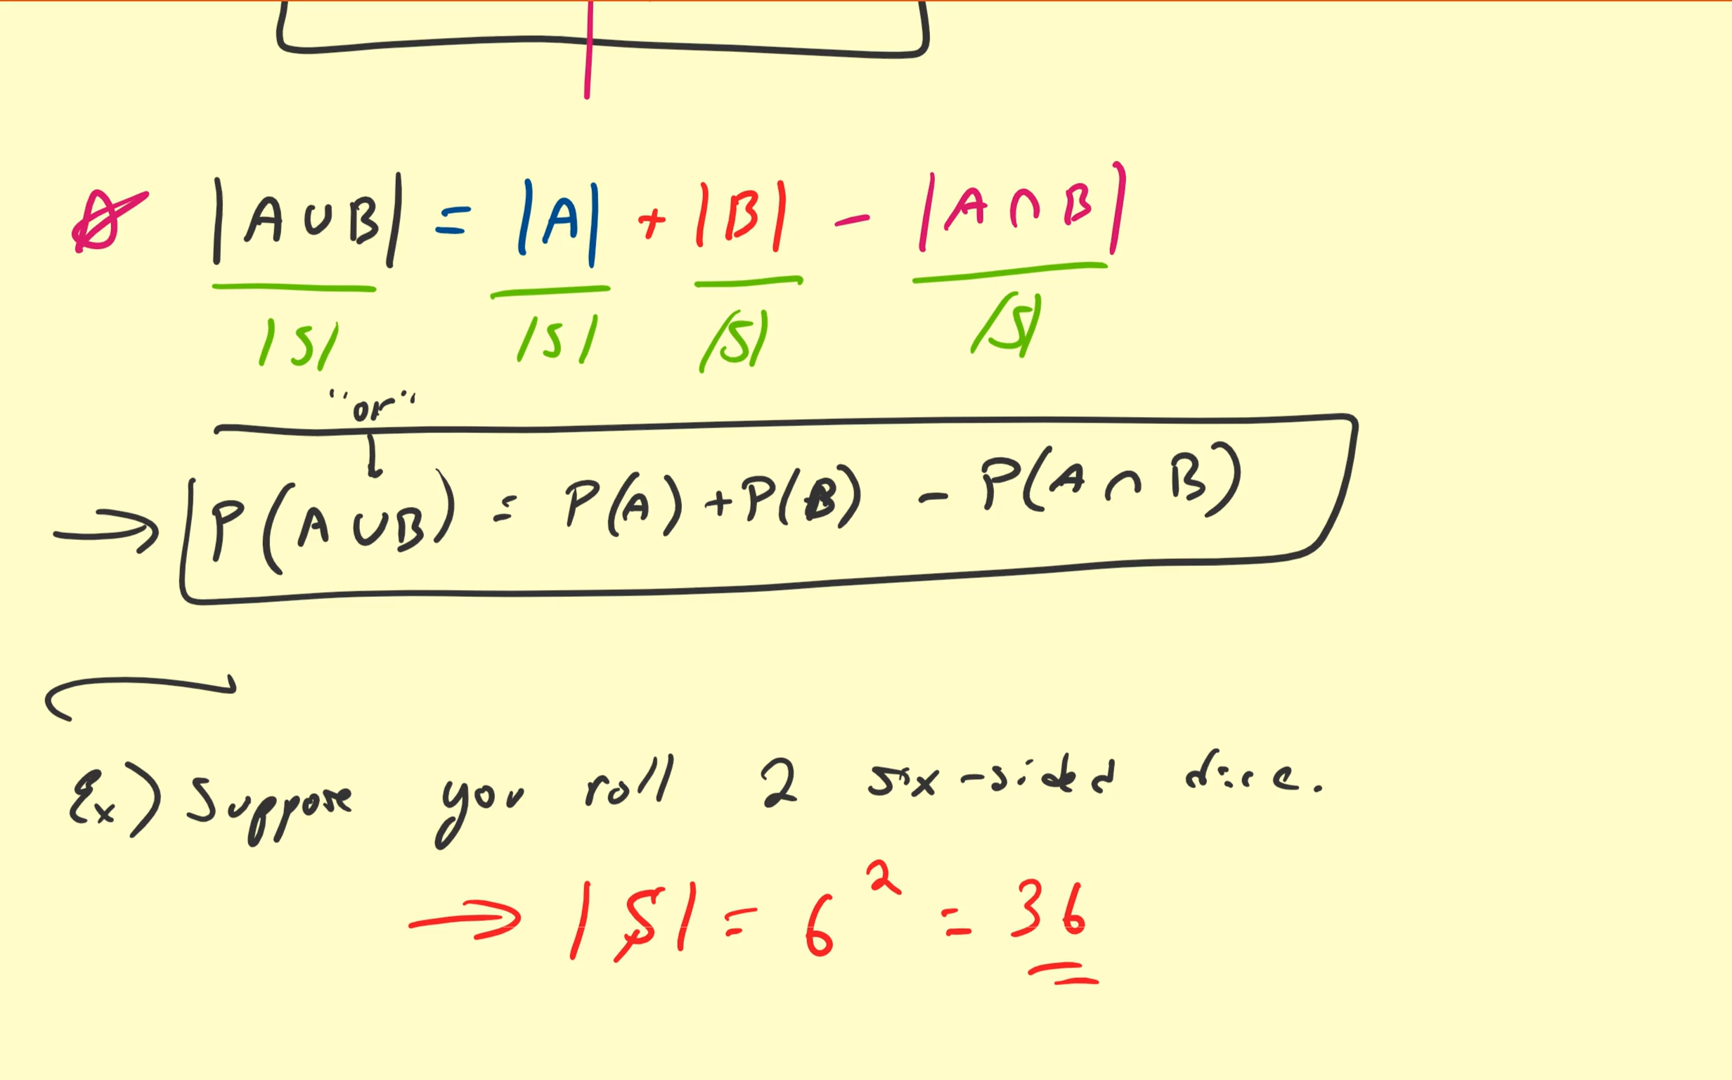 |A∪B| = |A| + |B| - |A∩B|
|S| |S| |S| |S|
"or"
→ P(A∪B) = P(A) + P(B) - P(A∩B)
Ex) Suppose you roll 2 six-sided dice.
→ |S| = 6² = 36